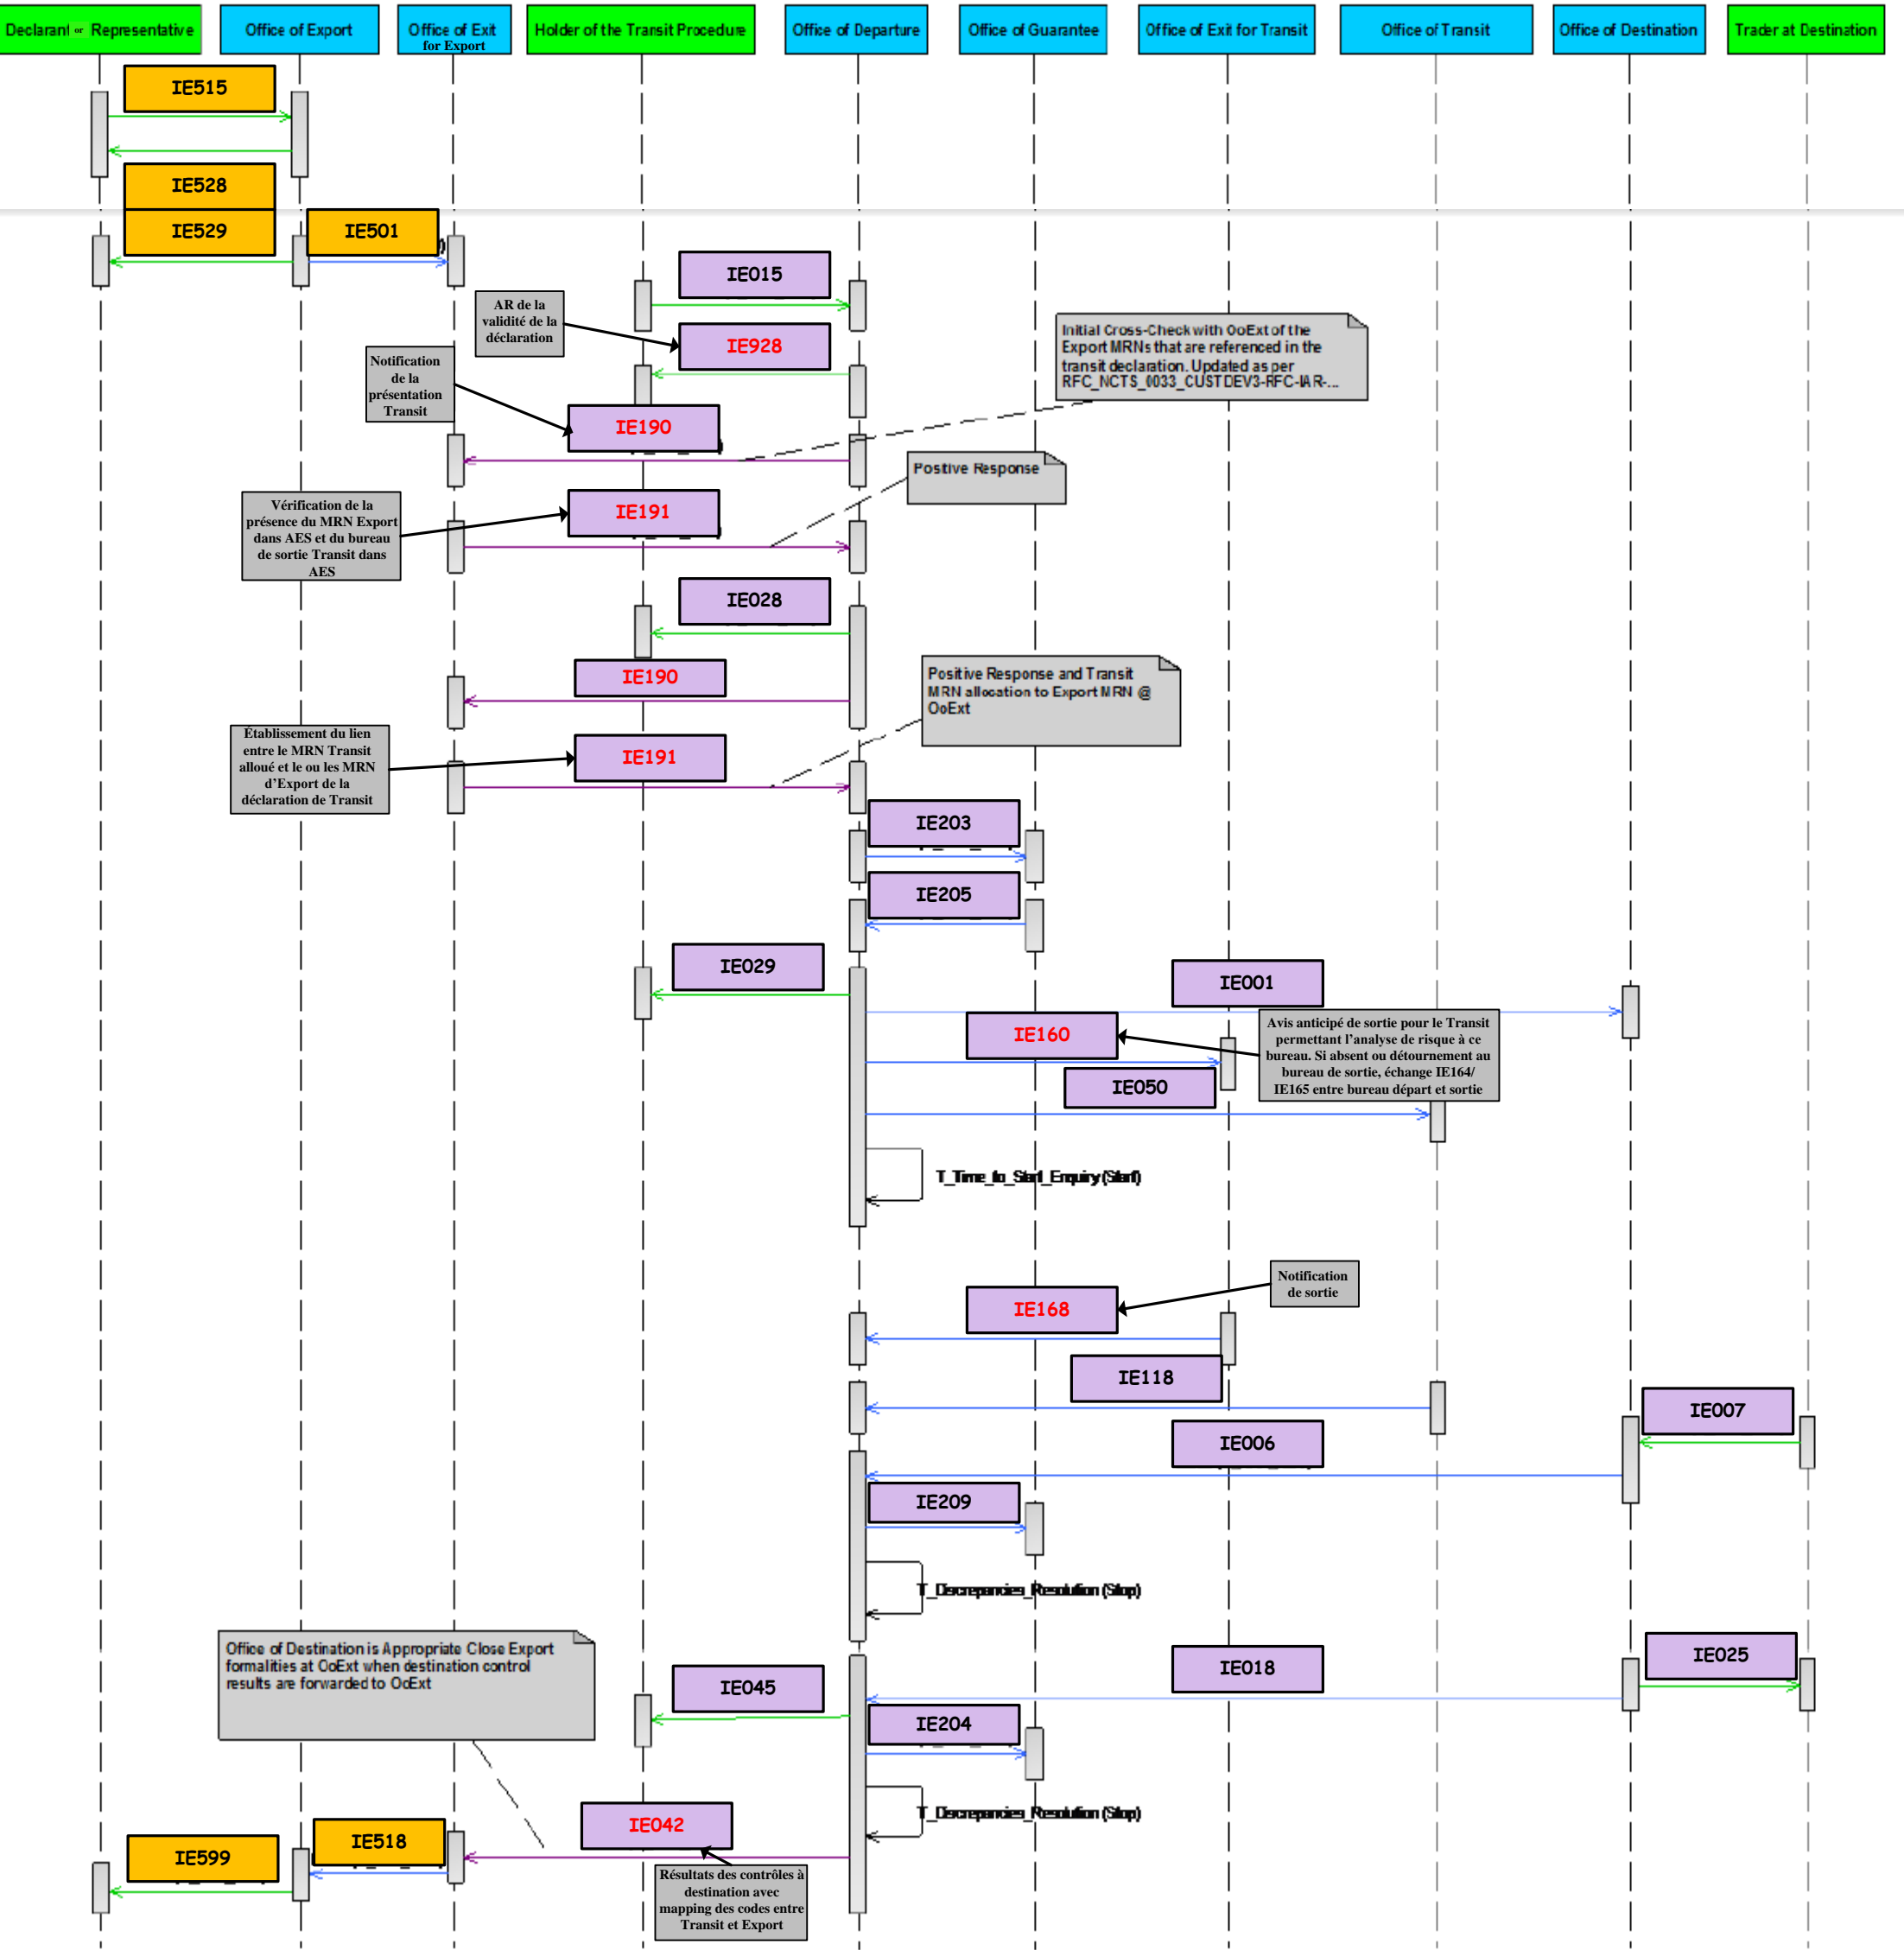 Declarant or Representative
Office of Export
Office of Exit
for Export
Holder of the Transit Procedure
Office of Departure
Office of Guarantee
Office of Exit for Transit
Office of Transit
Office of Destination
Trader at Destination
IE515
IE528
IE529
IE501
IE015
AR de la
validité de la
déclaration
IE928
Initial Cross-Check with OoExt of the
Export MRNs that are referenced in the
transit declaration. Updated as per
RFC_NCTS_0033_CUSTDEV3-RFC-IAR-...
Notification
de la
présentation
Transit
IE190
Postive Response
Vérification de la
présence du MRN Export
dans AES et du bureau
de sortie Transit dans
AES
IE191
IE028
IE190
Positive Response and Transit
MRN allocation to Export MRN @
OoExt
Établissement du lien
entre le MRN Transit
alloué et le ou les MRN
d'Export de la
déclaration de Transit
IE191
IE203
IE205
IE029
IE001
IE160
Avis anticipé de sortie pour le Transit
permettant l'analyse de risque à ce
bureau. Si absent ou détournement au
bureau de sortie, échange IE164/
IE165 entre bureau départ et sortie
IE050
T_Time_to_Start_Enquiry (Start)
Notification
de sortie
IE168
IE118
IE007
IE006
IE209
T_Discrepancies_Resolution (Stop)
Office of Destination is Appropriate Close Export
formalities at OoExt when destination control
results are forwarded to OoExt
IE018
IE025
IE045
IE204
T_Discrepancies_Resolution (Stop)
IE042
IE518
IE599
Résultats des contrôles à
destination avec
mapping des codes entre
Transit et Export